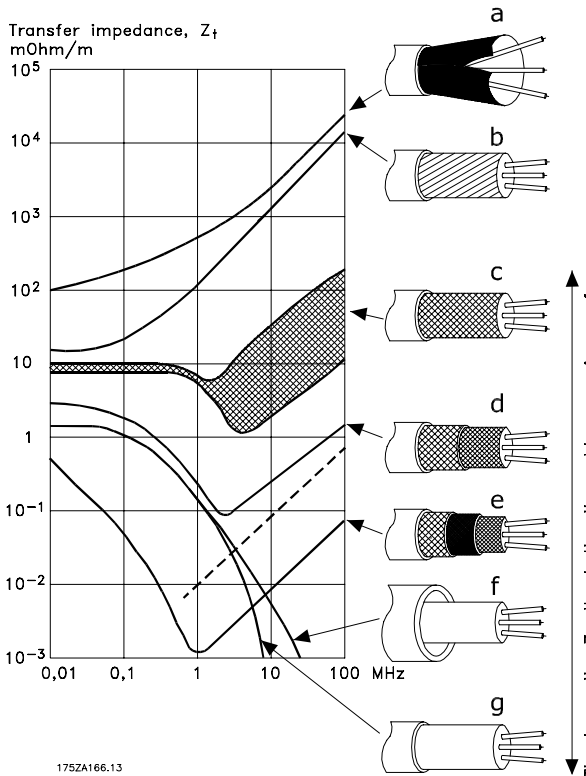 Transfer impedance, Zt
mOhm/m
10⁵
10⁴
10³
10²
10
1
10⁻¹
10⁻²
10⁻³
0,01
0,1
1
10
100 MHz
a
b
c
d
e
f
g
175ZA166.13